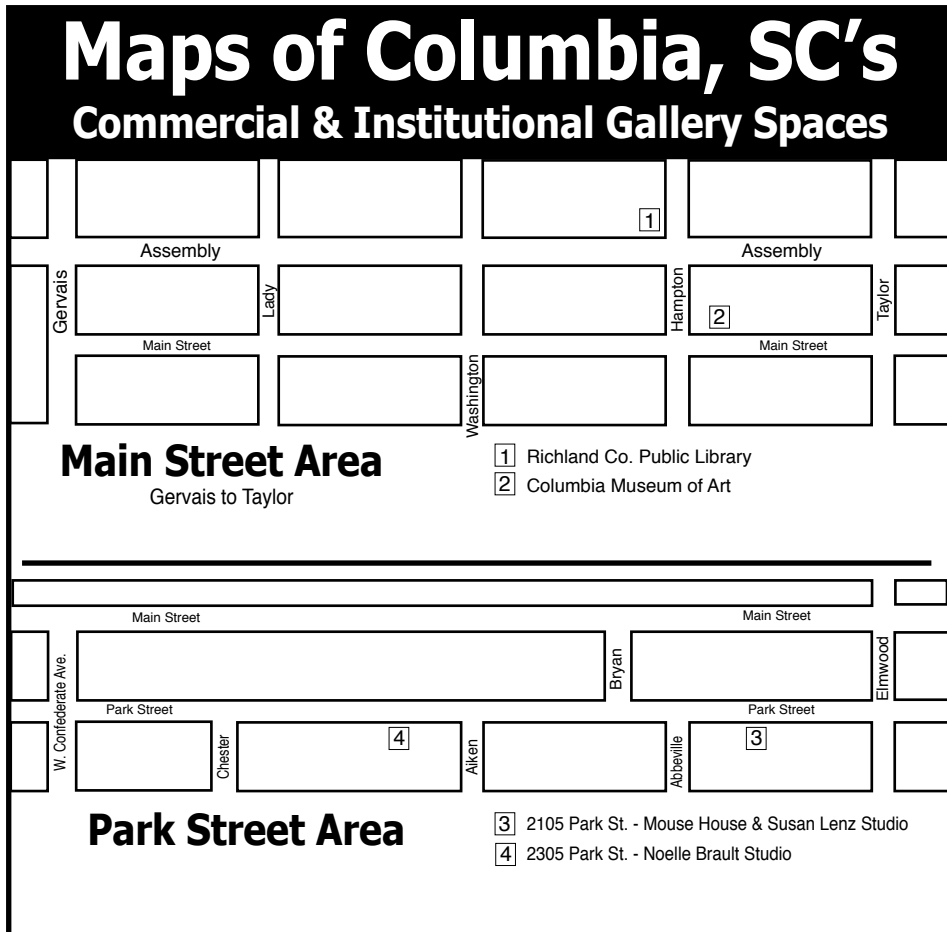 Maps of Columbia, SC's
Commercial & Institutional Gallery Spaces
1
Assembly
Assembly
Gervais
Lady
Hampton
Taylor
2
Main Street
Main Street
Washington
Main Street Area
Gervais to Taylor
1 Richland Co. Public Library
2 Columbia Museum of Art
Main Street
Main Street
W. Confederate Ave.
Bryan
Elmwood
Park Street
Park Street
Chester
4
Aiken
Abbeville
3
Park Street Area
3 2105 Park St. - Mouse House & Susan Lenz Studio
4 2305 Park St. - Noelle Brault Studio